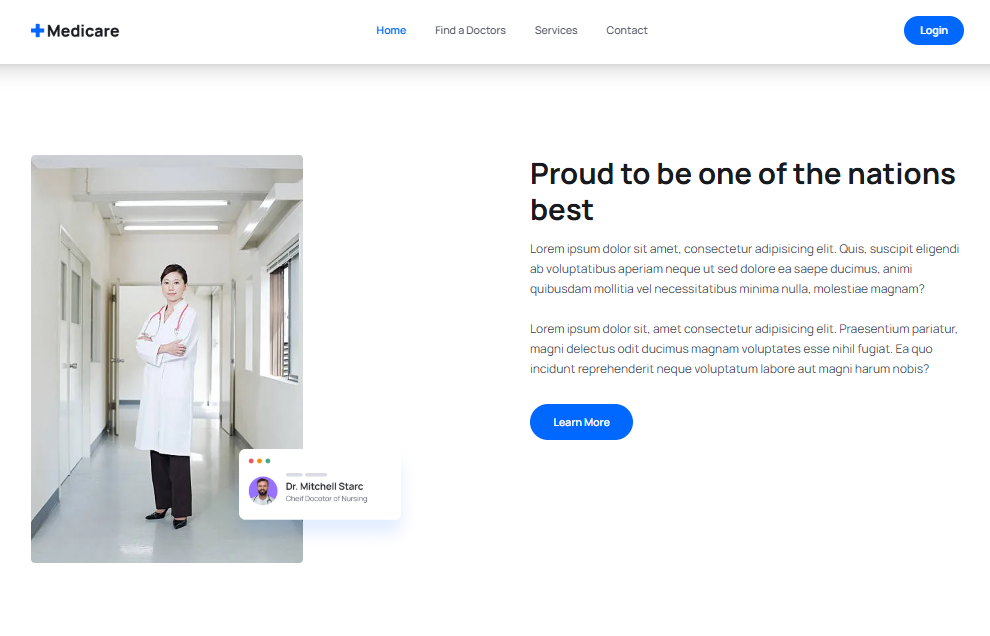 Medicare
Home Find a Doctors Services Contact
Login
Proud to be one of the nations
best
Lorem ipsum dolor sit amet, consectetur adipisicing elit. Quis, suscipit eligendi
ab voluptatibus aperiam neque ut sed dolore ea saepe ducimus, animi
quibusdam mollitia vel necessitatibus minima nulla, molestiae magnam?
Lorem ipsum dolor sit, amet consectetur adipisicing elit. Praesentium pariatur,
magni delectus odit ducimus magnam voluptates esse nihil fugiat. Ea quo
incidunt reprehenderit neque voluptatum labore aut magni harum nobis?
Learn More
Dr. Mitchell Starc
Cheif Docotor of Nursing